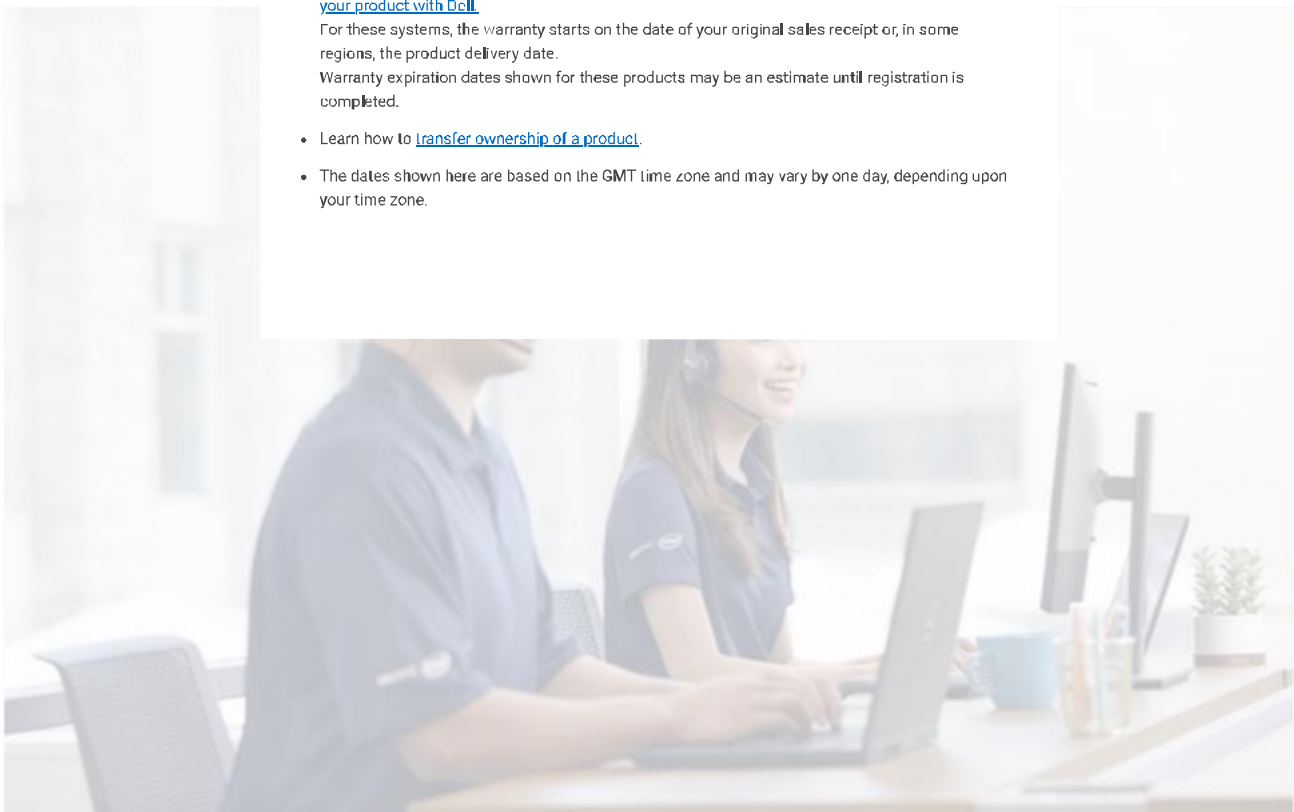 your product with Dell.
For these systems, the warranty starts on the date of your original sales receipt or, in some
regions, the product delivery date.
Warranty expiration dates shown for these products may be an estimate until registration is
completed.
• Learn how to transfer ownership of a product.
• The dates shown here are based on the GMT time zone and may vary by one day, depending upon
your time zone.